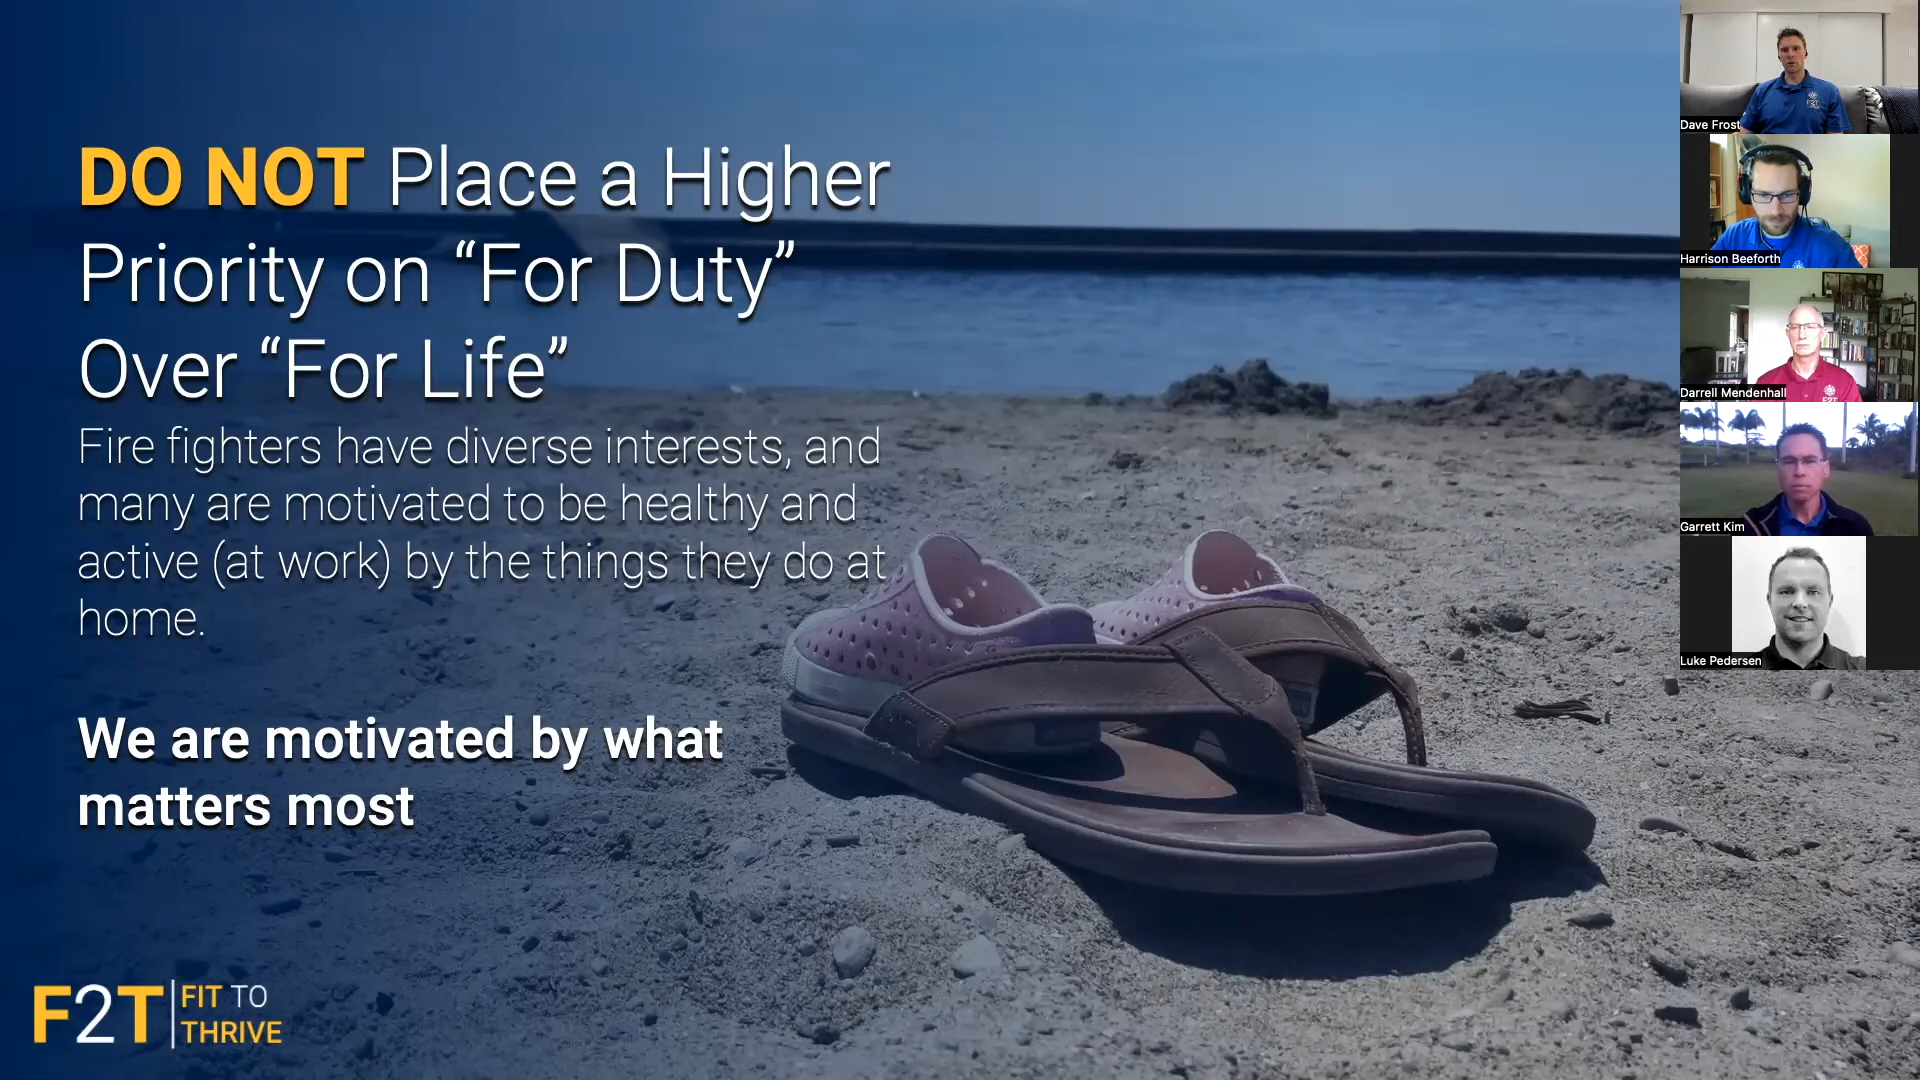 DO NOT Place a Higher
Priority on “For Duty”
Over “For Life”
Fire fighters have diverse interests, and
many are motivated to be healthy and
active (at work) by the things they do at
home.
We are motivated by what
matters most
F2T FIT TO
THRIVE
Dave Frost
F2T
Harrison Beeforth
Darrell Mendenhall
F2T
Garrett Kim
Luke Pedersen